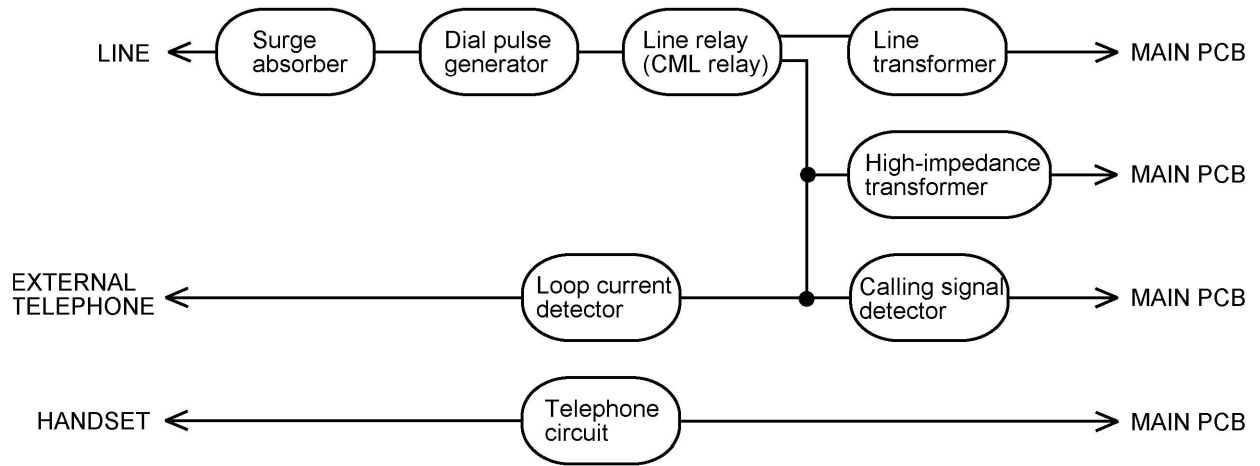 LINE
Surge
absorber
Dial pulse
generator
Line relay
(CML relay)
Line
transformer
MAIN PCB
High-impedance
transformer
MAIN PCB
EXTERNAL
TELEPHONE
Loop current
detector
Calling signal
detector
MAIN PCB
HANDSET
Telephone
circuit
MAIN PCB